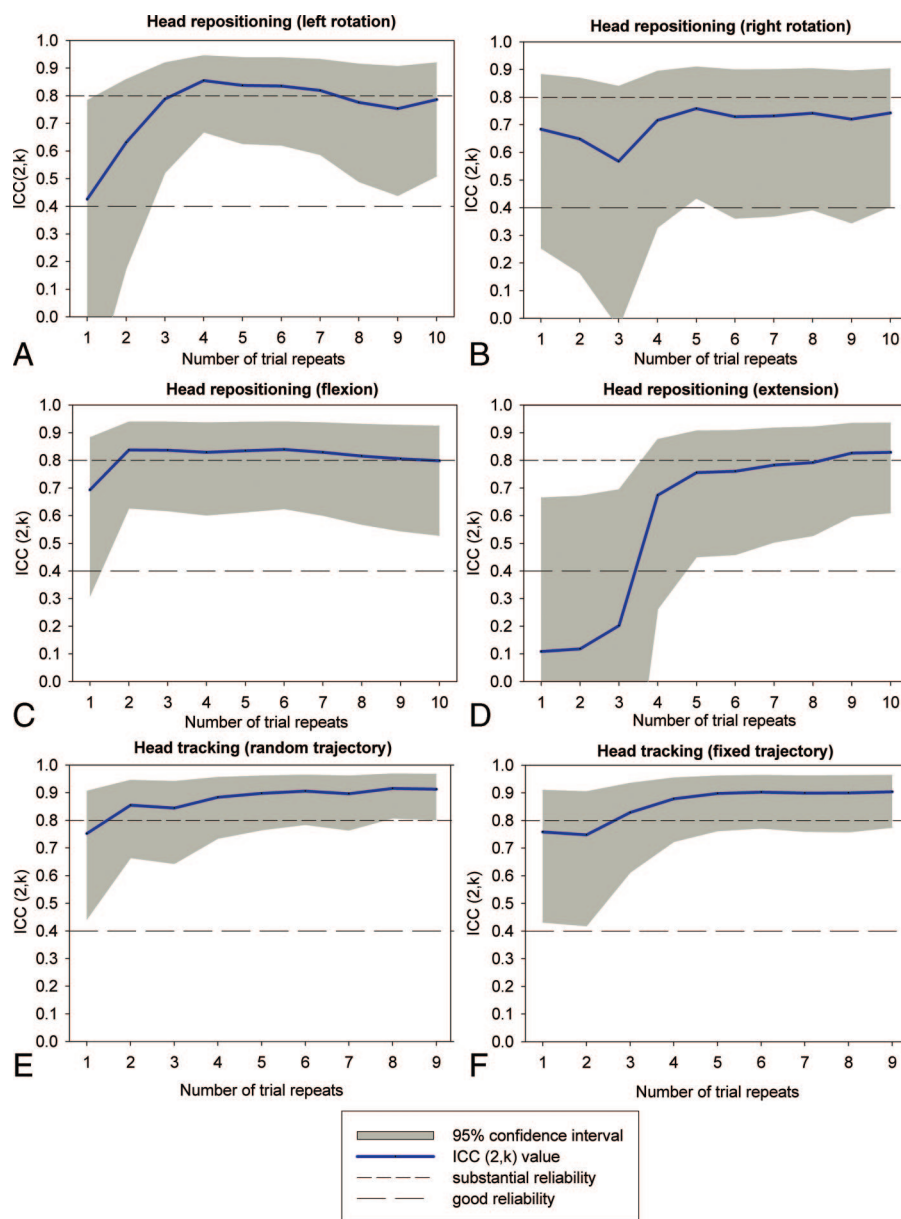 Head repositioning (left rotation)
1.0
0.9
0.8
0.7
0.6
0.5
0.4
0.3
0.2
0.1
0.0
ICC(2,k)
1 2 3 4 5 6 7 8 9 10
Number of trial repeats
A
Head repositioning (right rotation)
1.0
0.9
0.8
0.7
0.6
0.5
0.4
0.3
0.2
0.1
0.0
ICC (2,k)
1 2 3 4 5 6 7 8 9 10
Number of trial repeats
B
Head repositioning (flexion)
1.0
0.9
0.8
0.7
0.6
0.5
0.4
0.3
0.2
0.1
0.0
ICC (2,k)
1 2 3 4 5 6 7 8 9 10
Number of trial repeats
C
Head repositioning (extension)
1.0
0.9
0.8
0.7
0.6
0.5
0.4
0.3
0.2
0.1
0.0
ICC (2,k)
1 2 3 4 5 6 7 8 9 10
Number of trial repeats
D
Head tracking (random trajectory)
1.0
0.9
0.8
0.7
0.6
0.5
0.4
0.3
0.2
0.1
0.0
ICC (2,k)
1 2 3 4 5 6 7 8 9
Number of trial repeats
E
Head tracking (fixed trajectory)
1.0
0.9
0.8
0.7
0.6
0.5
0.4
0.3
0.2
0.1
0.0
ICC (2,k)
1 2 3 4 5 6 7 8 9
Number of trial repeats
F
95% confidence interval
ICC (2,k) value
substantial reliability
good reliability